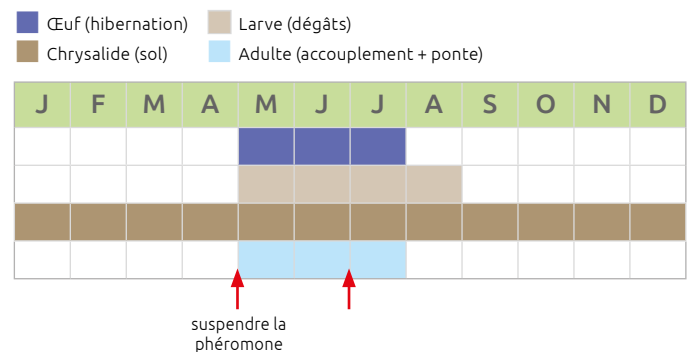 Œuf (hibernation) Larve (dégâts)
Chrysalide (sol) Adulte (accouplement + ponte)
J F M A M J J A S O N D
suspendre la
phéromone